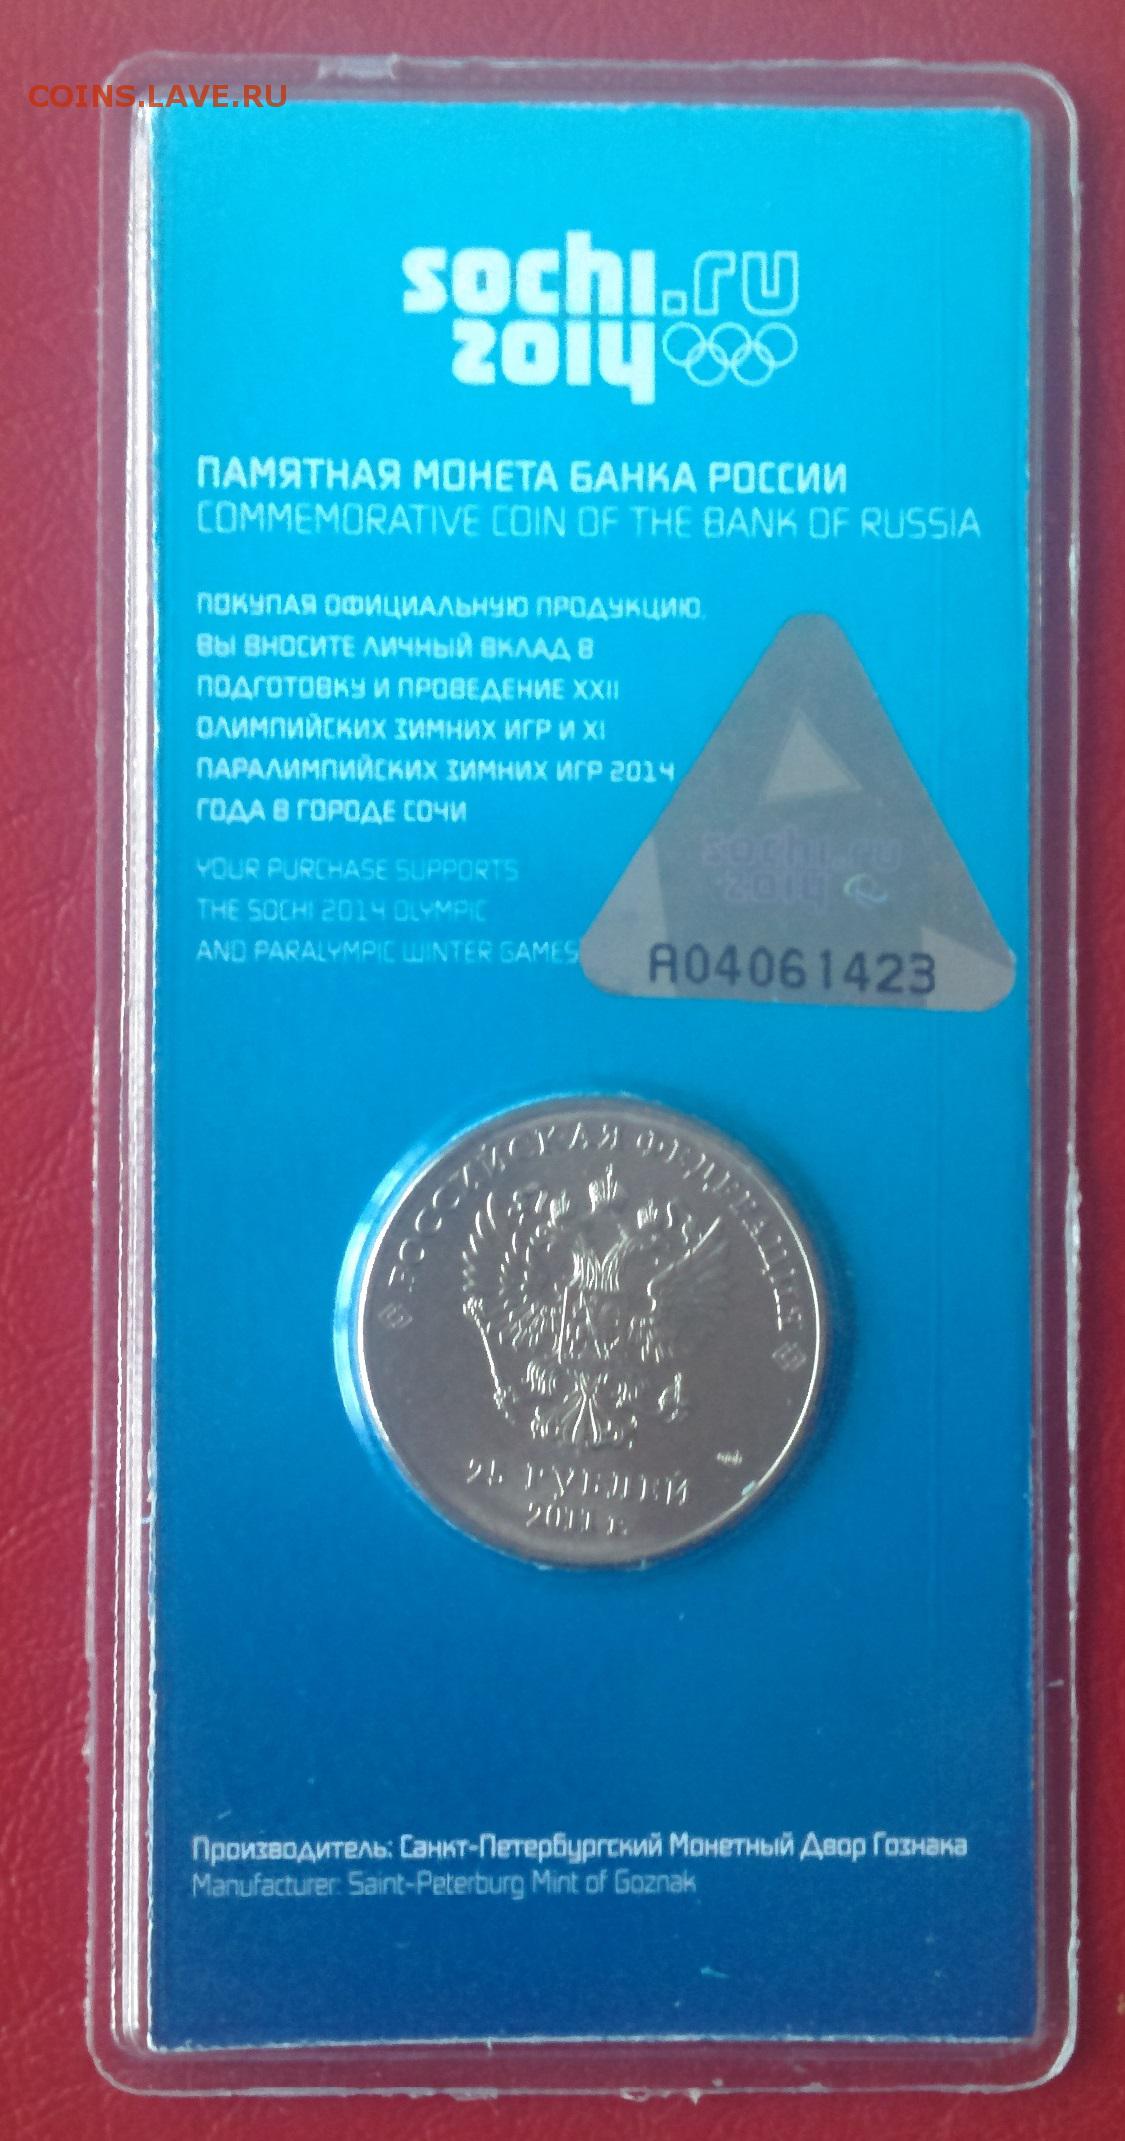 COINS.LAVE.RU
sochi.ru
2014
ПАМЯТНАЯ МОНЕТА БАНКА РОССИИ
COMMEMORATIVE COIN OF THE BANK OF RUSSIA
ПОКУПАЯ ОФИЦИАЛЬНУЮ ПРОДУКЦИЮ,
ВЫ ВНОСИТЕ ЛИЧНЫЙ ВКЛАД В
ПОДГОТОВКУ И ПРОВЕДЕНИЕ XXII
ОЛИМПИЙСКИХ ЗИМНИХ ИГР И XI
ПАРАЛИМПИЙСКИХ ЗИМНИХ ИГР 2014
ГОДА В ГОРОДЕ СОЧИ
YOUR PURCHASE SUPPORTS
THE SOCHI 2014 OLYMPIC
AND PARALYMPIC WINTER GAMES
sochi.ru
2014
A04061423
РОССИЙСКАЯ ФЕДЕРАЦИЯ
25 РУБЛЕЙ
2011 Г.
Производитель: Санкт-Петербургский Монетный Двор Гознака
Manufacturer: Saint-Peterburg Mint of Goznak